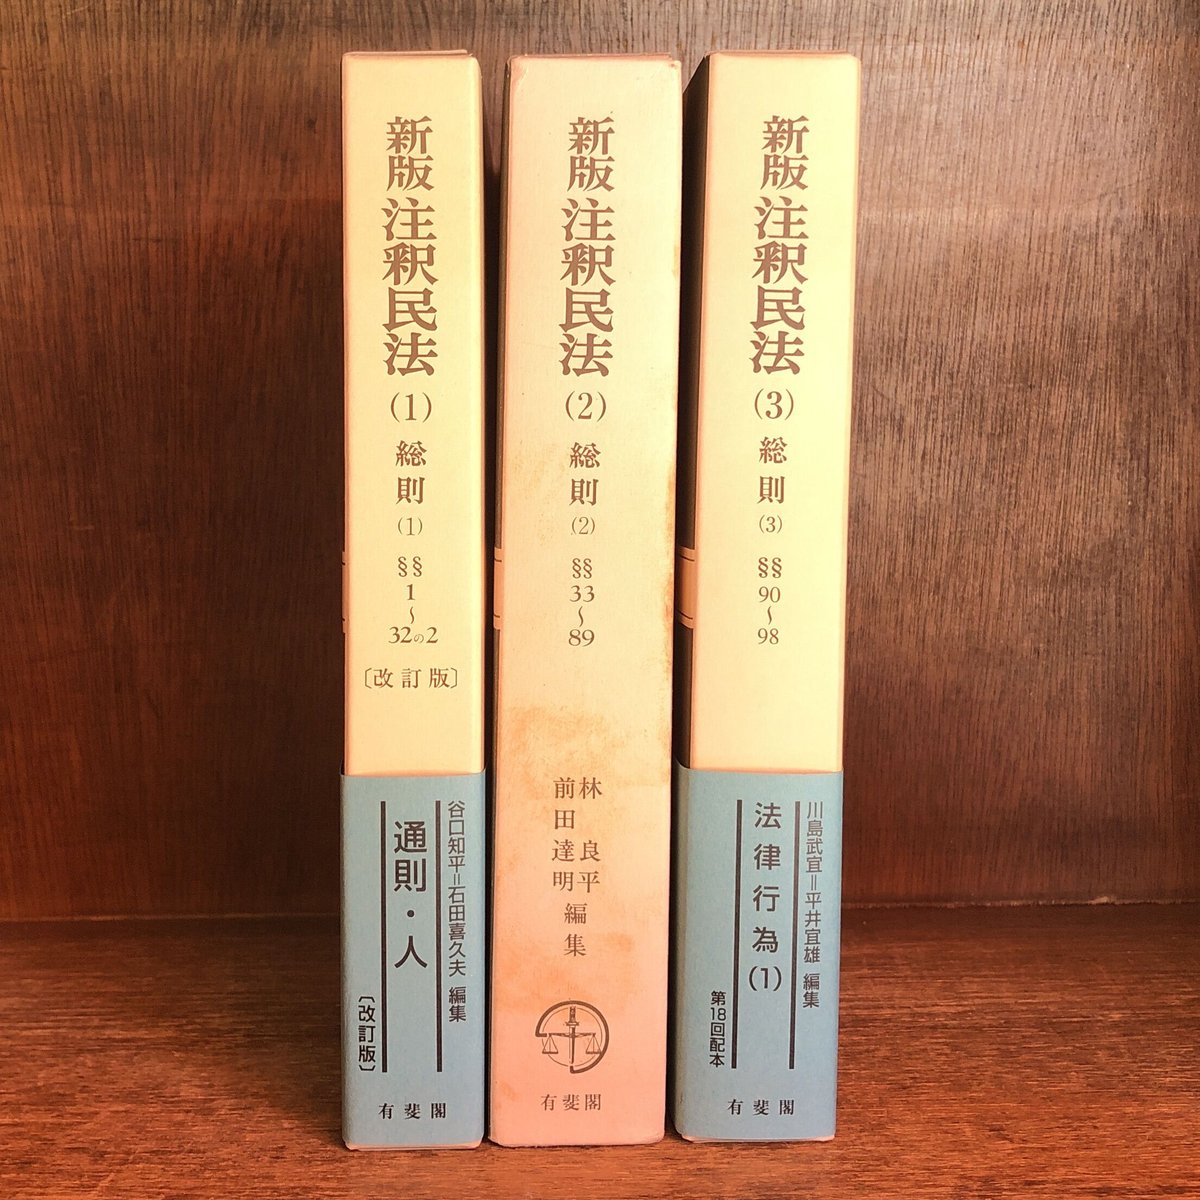 新版 注釈民法
(1)
総則
(1)
§§
1
〜
32の2
〔改訂版〕
谷口知平=石田喜久夫 編集
通則・人
〔改訂版〕
有斐閣
新版 注釈民法
(2)
総則
(2)
§§
33
〜
89
林 良平
前田達明
編集
有斐閣
新版 注釈民法
(3)
総則
(3)
§§
90
〜
98
川島武宜=平井宜雄 編集
法律行為(1)
第18回配本
有斐閣